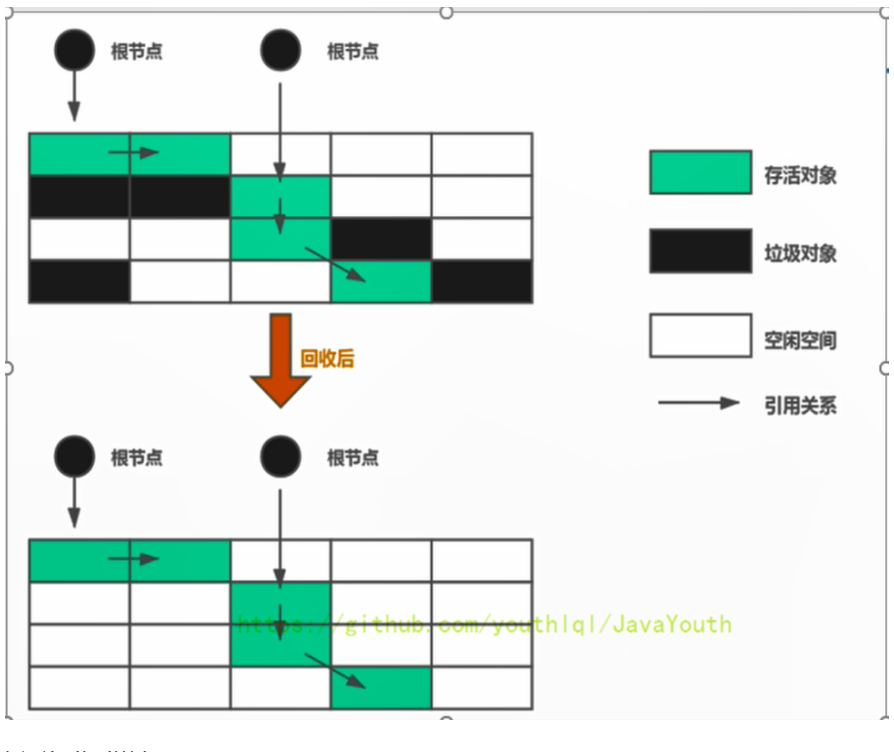 根节点
根节点
存活对象
垃圾对象
空闲空间
回收后
引用关系
根节点
根节点
https://github.com/youthlql/JavaYouth